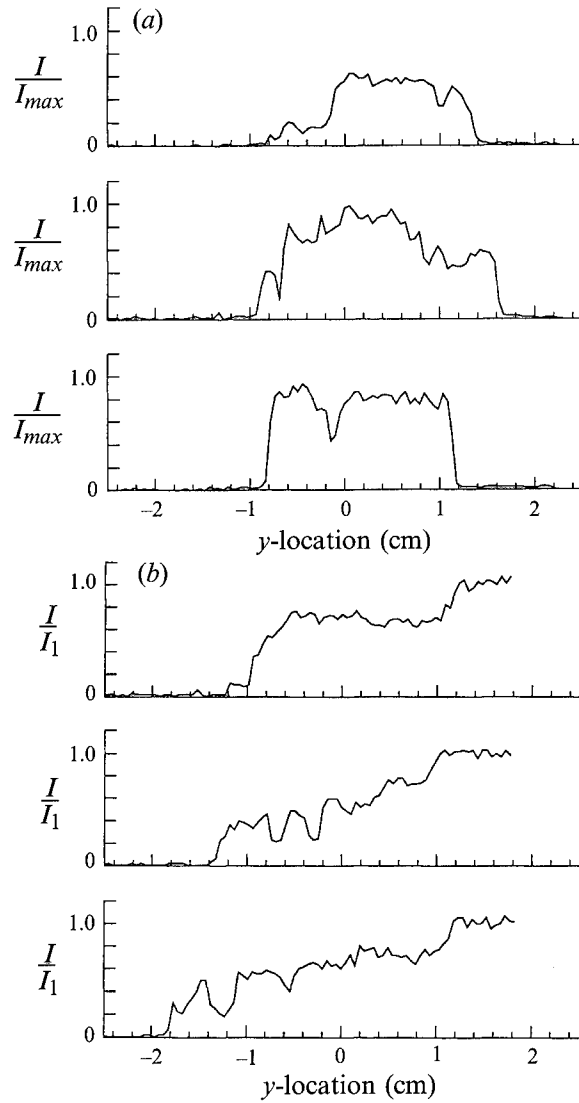 (a)
1.0
I
I_max
0
1.0
I
I_max
0
1.0
I
I_max
0
–2 –1 0 1 2
y-location (cm)
(b)
1.0
I
I_1
0
1.0
I
I_1
0
1.0
I
I_1
0
–2 –1 0 1 2
y-location (cm)